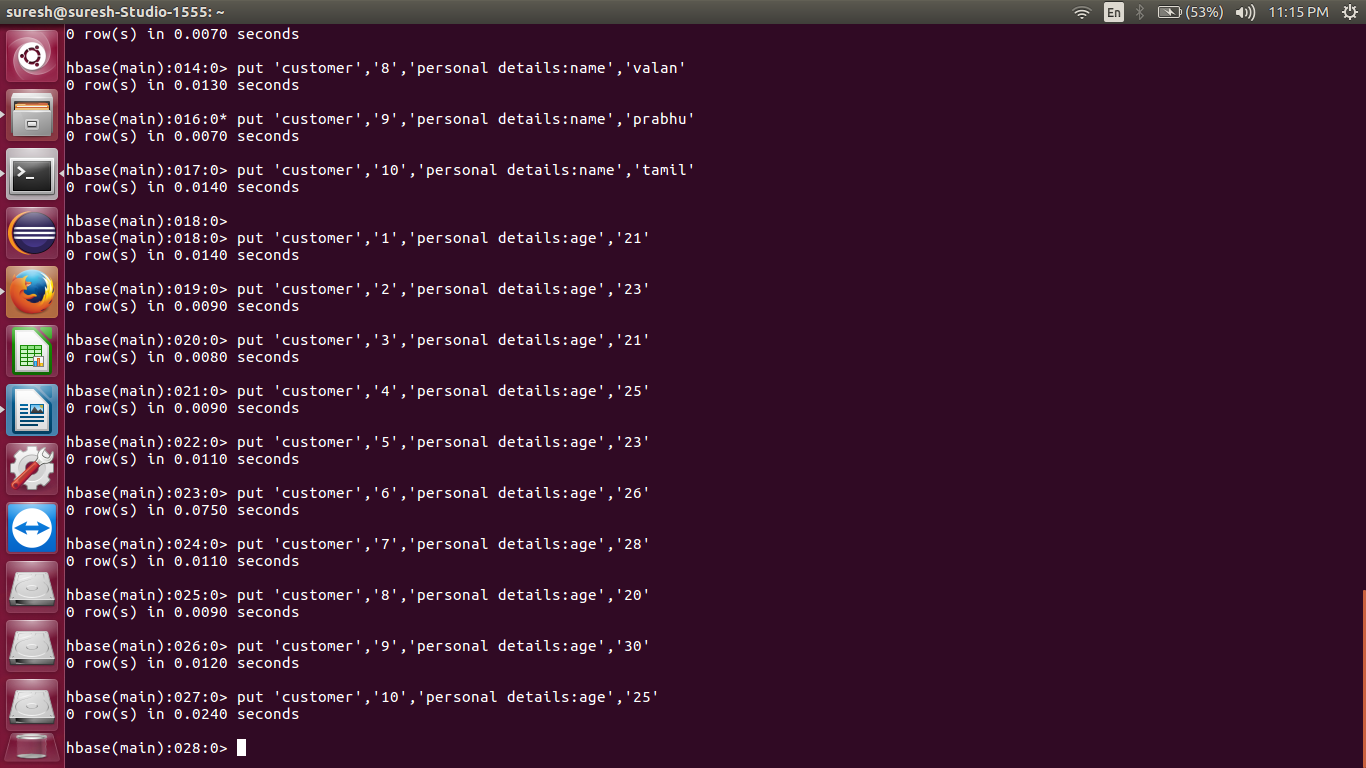 suresh@suresh-Studio-1555: ~
En
(53%)
11:15 PM
0 row(s) in 0.0070 seconds
hbase(main):014:0> put 'customer','8','personal details:name','valan'
0 row(s) in 0.0130 seconds
hbase(main):016:0* put 'customer','9','personal details:name','prabhu'
0 row(s) in 0.0070 seconds
hbase(main):017:0> put 'customer','10','personal details:name','tamil'
0 row(s) in 0.0140 seconds
hbase(main):018:0>
hbase(main):018:0> put 'customer','1','personal details:age','21'
0 row(s) in 0.0140 seconds
hbase(main):019:0> put 'customer','2','personal details:age','23'
0 row(s) in 0.0090 seconds
hbase(main):020:0> put 'customer','3','personal details:age','21'
0 row(s) in 0.0080 seconds
hbase(main):021:0> put 'customer','4','personal details:age','25'
0 row(s) in 0.0090 seconds
hbase(main):022:0> put 'customer','5','personal details:age','23'
0 row(s) in 0.0110 seconds
hbase(main):023:0> put 'customer','6','personal details:age','26'
0 row(s) in 0.0750 seconds
hbase(main):024:0> put 'customer','7','personal details:age','28'
0 row(s) in 0.0110 seconds
hbase(main):025:0> put 'customer','8','personal details:age','20'
0 row(s) in 0.0090 seconds
hbase(main):026:0> put 'customer','9','personal details:age','30'
0 row(s) in 0.0120 seconds
hbase(main):027:0> put 'customer','10','personal details:age','25'
0 row(s) in 0.0240 seconds
hbase(main):028:0>